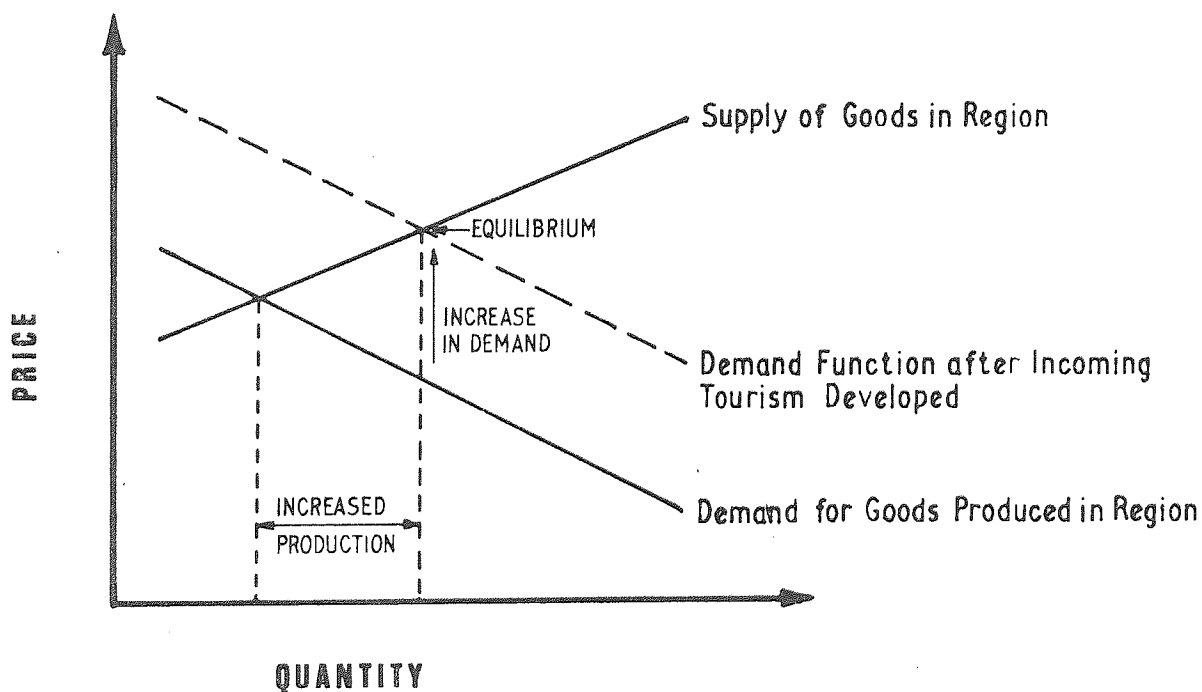 Supply of Goods in Region
EQUILIBRIUM
INCREASE
IN DEMAND
PRICE
Demand Function after Incoming
Tourism Developed
INCREASED
PRODUCTION
Demand for Goods Produced in Region
QUANTITY